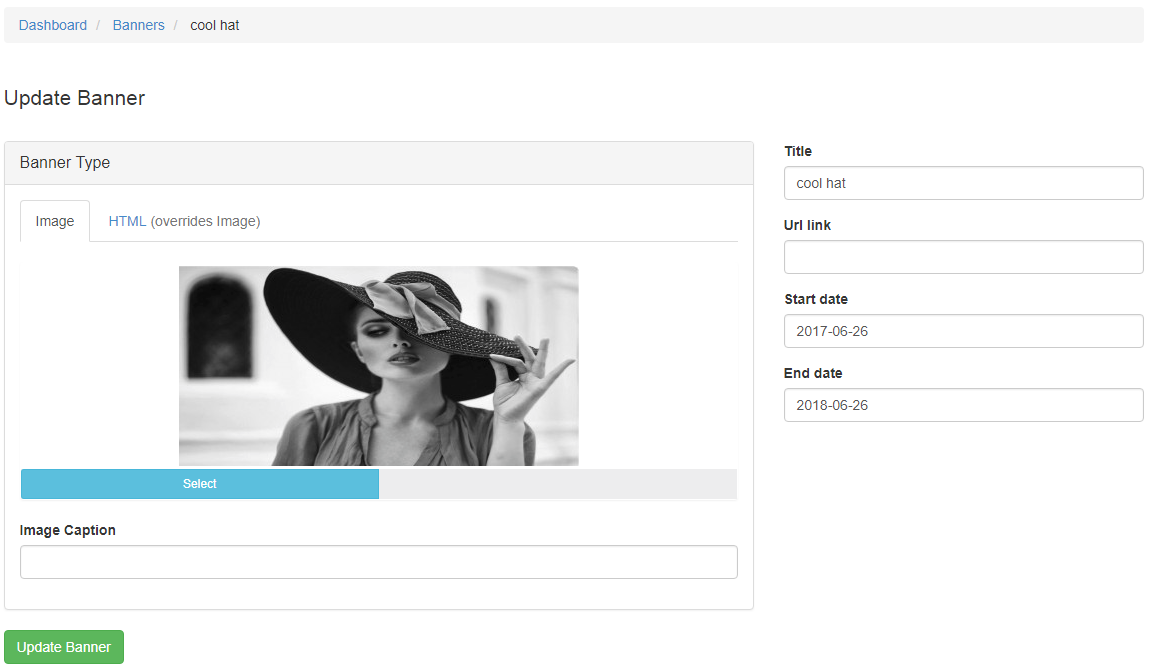 Dashboard / Banners / cool hat
Update Banner
Banner Type
Image
HTML (overrides Image)
Select
Image Caption
Update Banner
Title
cool hat
Url link
Start date
2017-06-26
End date
2018-06-26